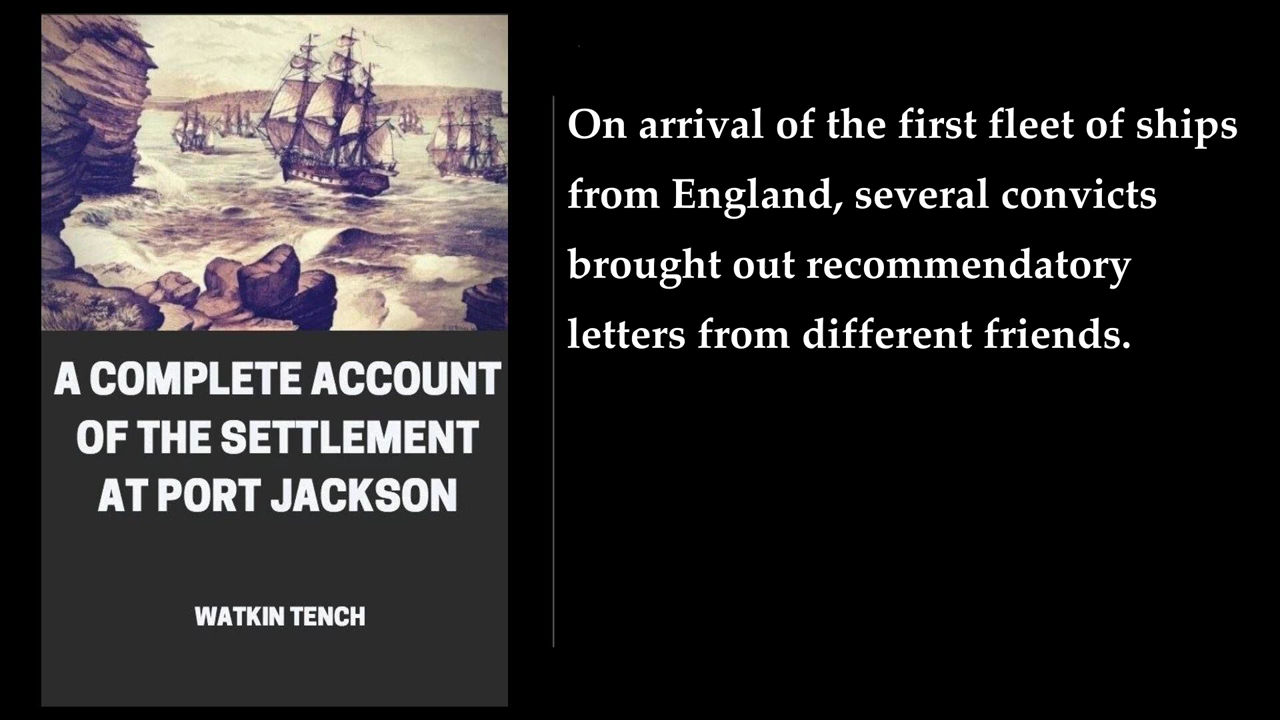 A COMPLETE ACCOUNT
OF THE SETTLEMENT
AT PORT JACKSON
WATKIN TENCH
On arrival of the first fleet of ships
from England, several convicts
brought out recommendatory
letters from different friends.